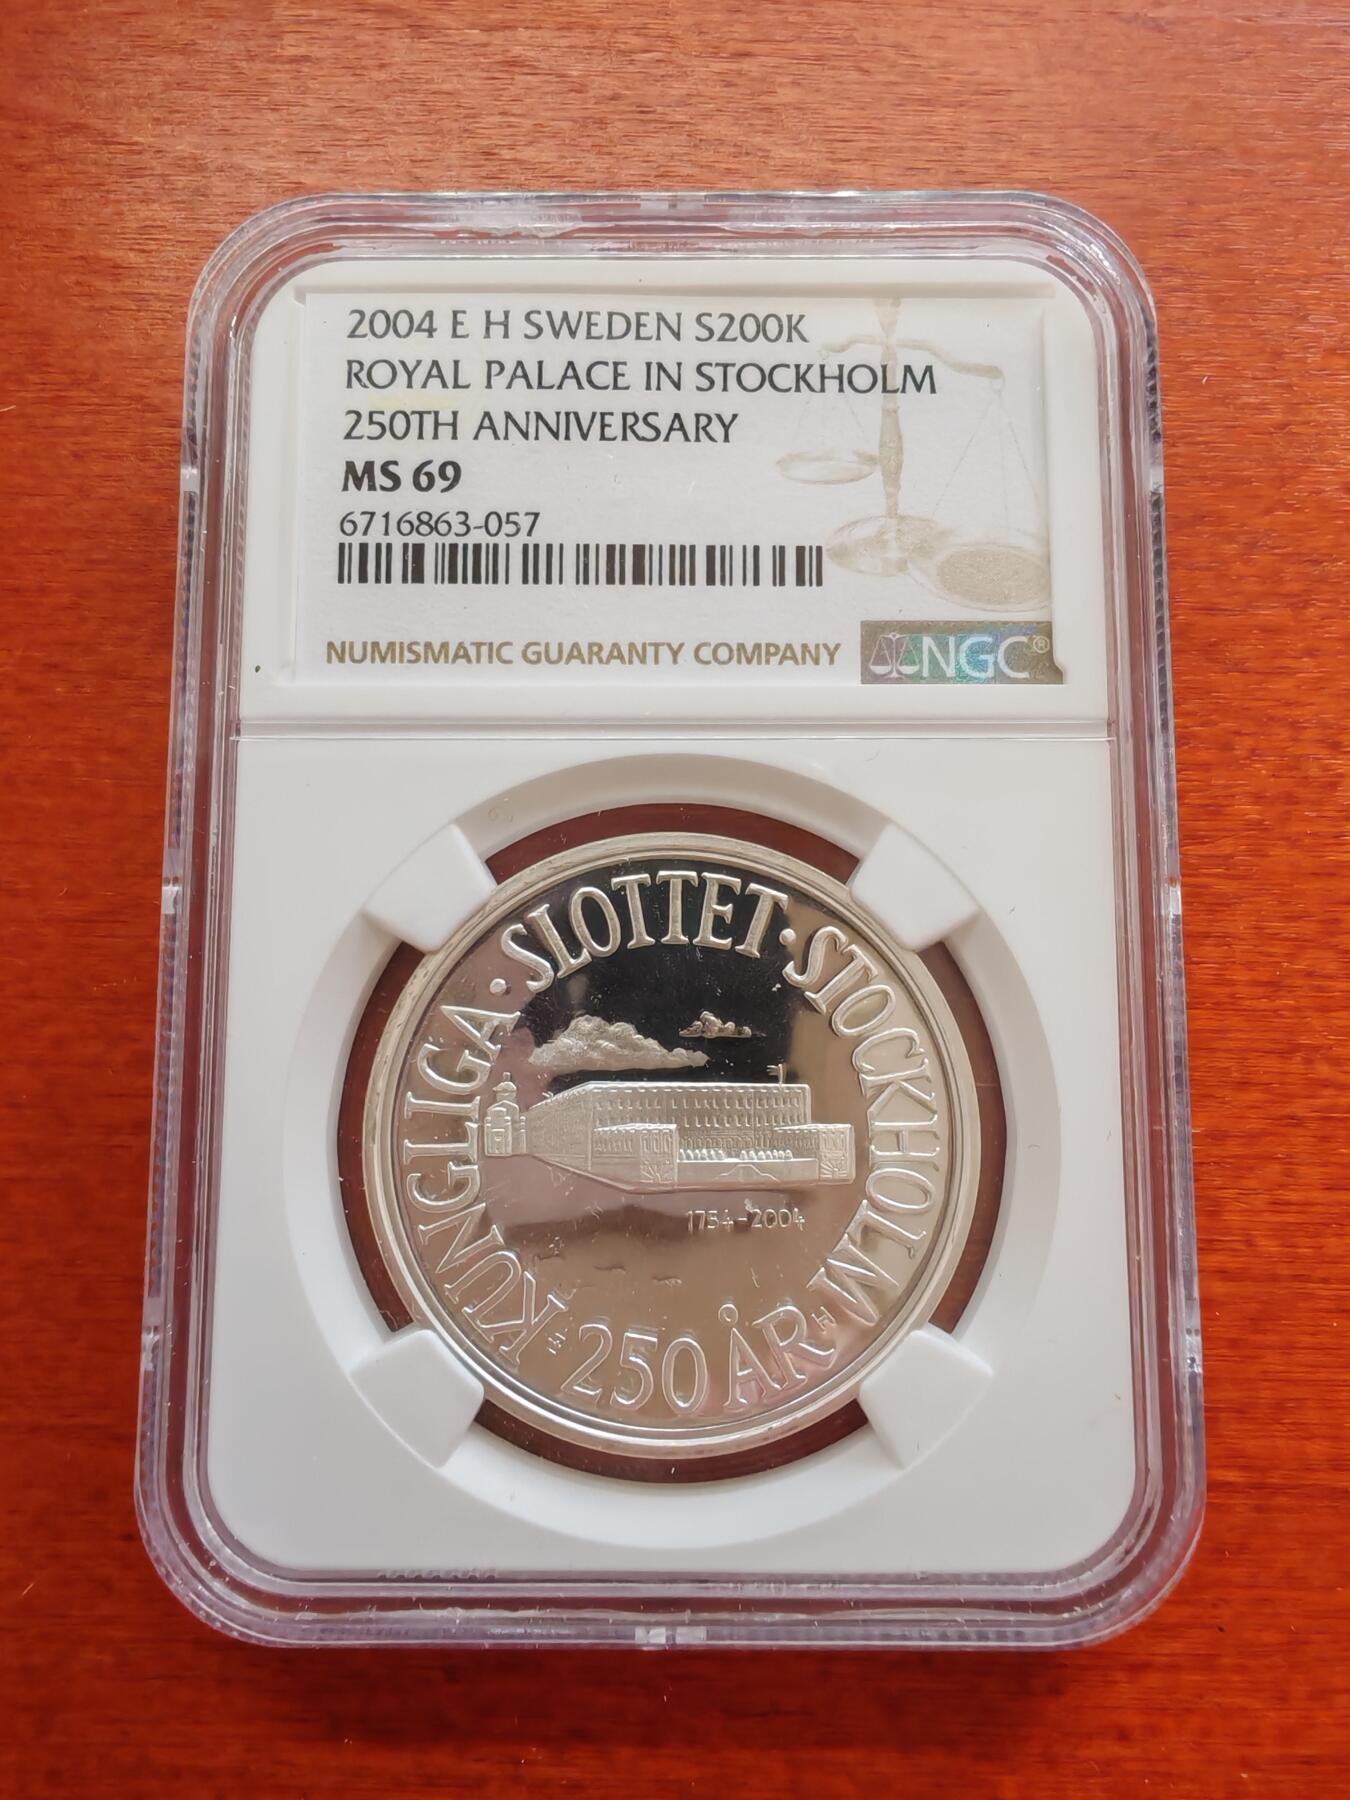 2004 E H SWEDEN S200K
ROYAL PALACE IN STOCKHOLM
250TH ANNIVERSARY
MS 69
6716863-057
NUMISMATIC GUARANTY COMPANY
NGC®
KUNGLIGA · SLOTTET · STOCKHOLM
1754-2004
E 250 ÅR H